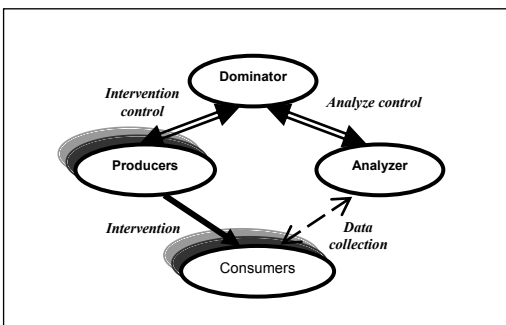 Dominator
Intervention
control
Analyze control
Producers
Analyzer
Intervention
Data
collection
Consumers